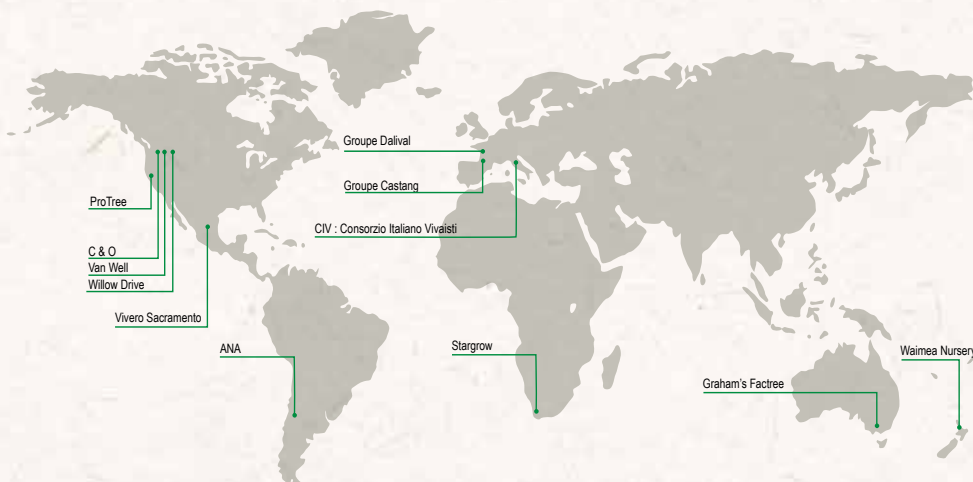 Groupe Dalival
Groupe Castang
ProTree
CIV : Consorzio Italiano Vivaisti
C & O
Van Well
Willow Drive
Vivero Sacramento
ANA
Stargrow
Waimea Nursery
Graham's Factree